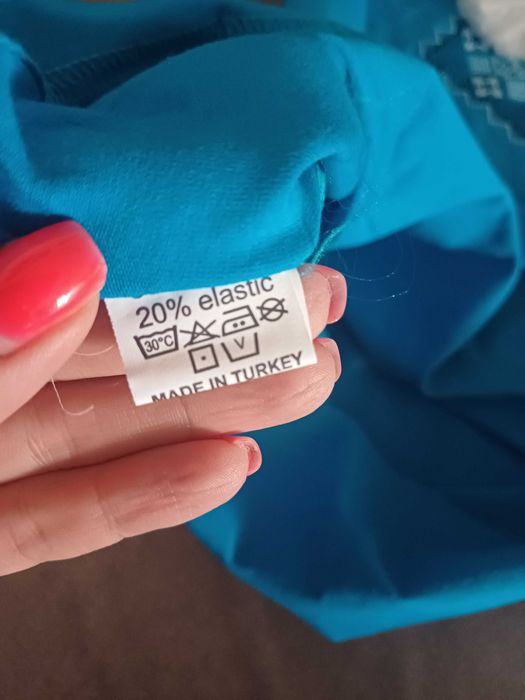 20% elastic
30°C
V
MADE IN TURKEY